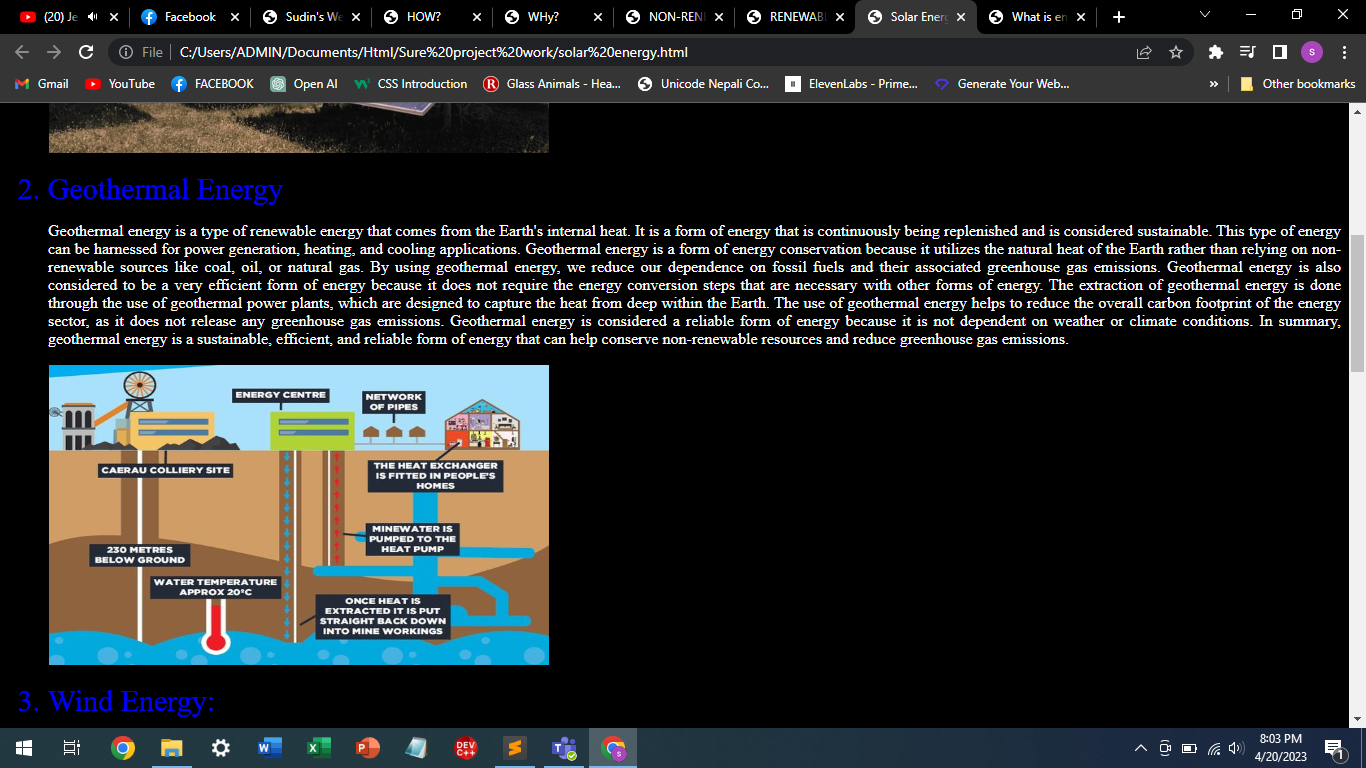 (20) Je
Facebook
Sudin's We
HOW?
WHy?
NON-REN
RENEWAB
Solar Energ
What is en
File
C:/Users/ADMIN/Documents/Html/Sure%20project%20work/solar%20energy.html
S
Gmail
YouTube
FACEBOOK
Open AI
CSS Introduction
Glass Animals - Hea...
Unicode Nepali Co...
ElevenLabs - Prime...
Generate Your Web...
»
Other bookmarks
2. Geothermal Energy
Geothermal energy is a type of renewable energy that comes from the Earth's internal heat. It is a form of energy that is continuously being replenished and is considered sustainable. This type of energy
can be harnessed for power generation, heating, and cooling applications. Geothermal energy is a form of energy conservation because it utilizes the natural heat of the Earth rather than relying on non-
renewable sources like coal, oil, or natural gas. By using geothermal energy, we reduce our dependence on fossil fuels and their associated greenhouse gas emissions. Geothermal energy is also
considered to be a very efficient form of energy because it does not require the energy conversion steps that are necessary with other forms of energy. The extraction of geothermal energy is done
through the use of geothermal power plants, which are designed to capture the heat from deep within the Earth. The use of geothermal energy helps to reduce the overall carbon footprint of the energy
sector, as it does not release any greenhouse gas emissions. Geothermal energy is considered a reliable form of energy because it is not dependent on weather or climate conditions. In summary,
geothermal energy is a sustainable, efficient, and reliable form of energy that can help conserve non-renewable resources and reduce greenhouse gas emissions.
ENERGY CENTRE
NETWORK
OF PIPES
CAERAU COLLIERY SITE
THE HEAT EXCHANGER
IS FITTED IN PEOPLE'S
HOMES
MINEWATER IS
PUMPED TO THE
HEAT PUMP
230 METRES
BELOW GROUND
WATER TEMPERATURE
APPROX 20°C
ONCE HEAT IS
EXTRACTED IT IS PUT
STRAIGHT BACK DOWN
INTO MINE WORKINGS
3. Wind Energy:
DEV
C++
8:03 PM
4/20/2023
1